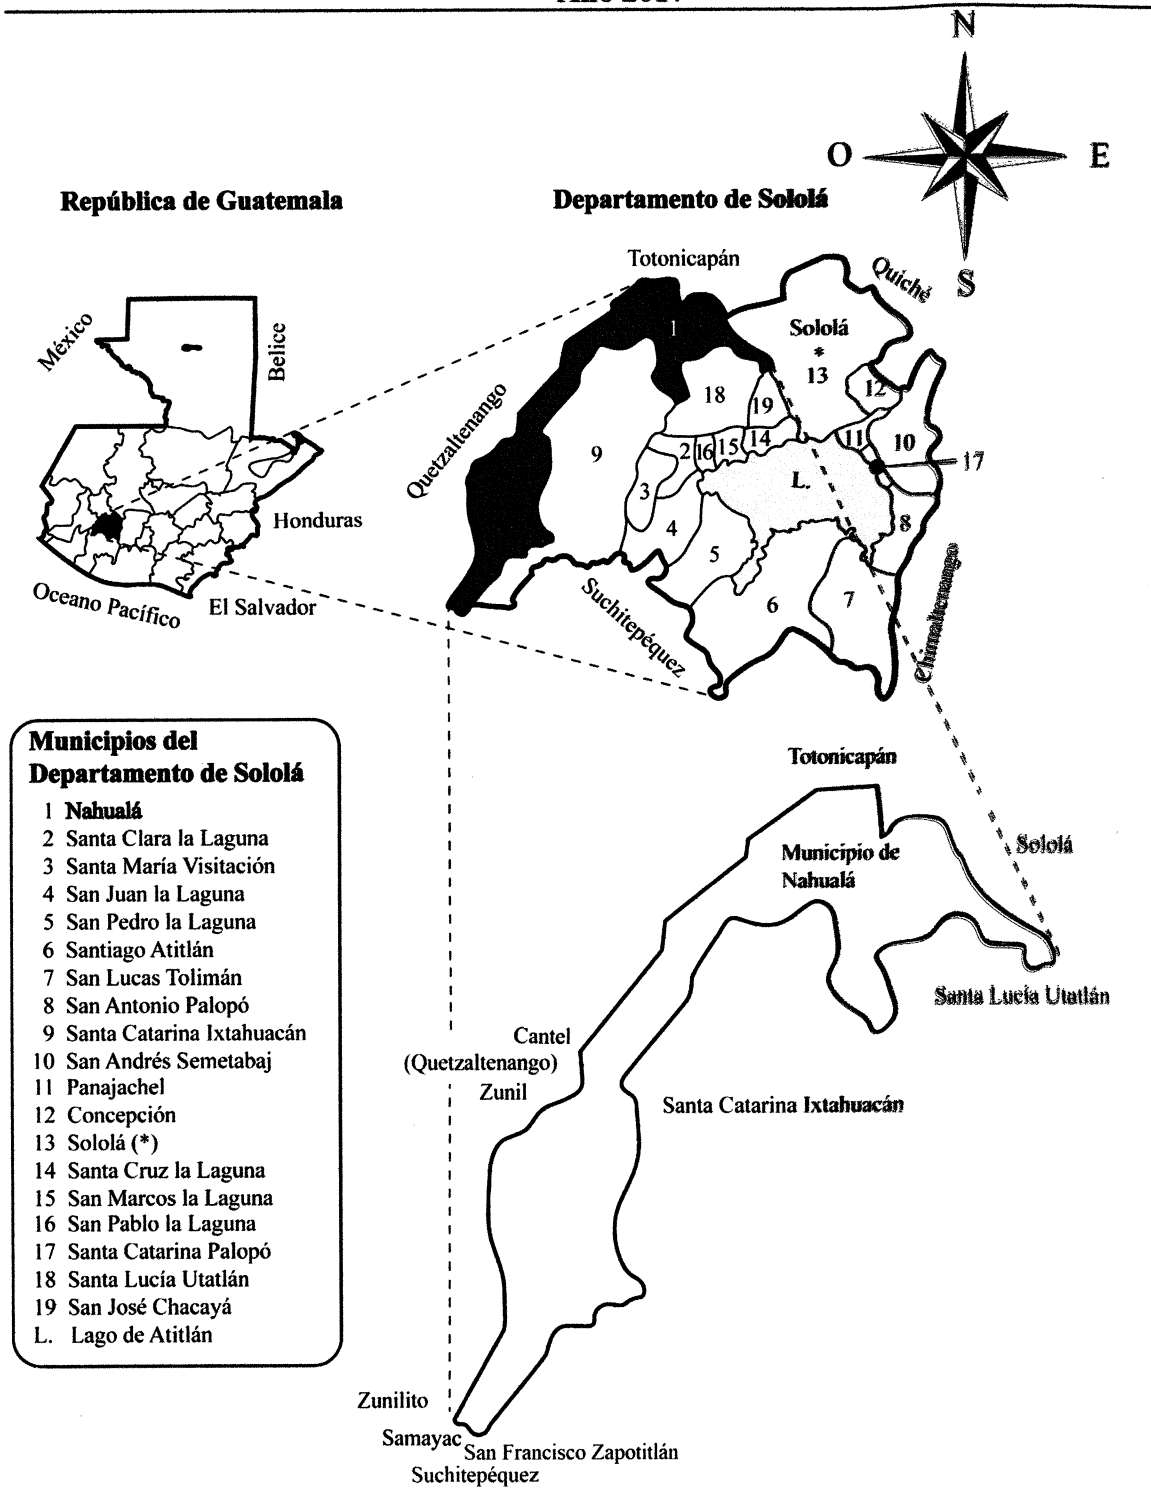 N
O
E
S
República de Guatemala
Departamento de Sololá
México
Belice
Honduras
El Salvador
Oceano Pacífico
Totonicapán
Quiché
Quetzaltenango
Suchitepéquez
Chimaltenango
1
Sololá
*
13
12
18
19
11
10
9
2
16
15
14
17
L.
3
4
8
5
6
7
Municipios del
Departamento de Sololá
1 Nahualá
2 Santa Clara la Laguna
3 Santa María Visitación
4 San Juan la Laguna
5 San Pedro la Laguna
6 Santiago Atitlán
7 San Lucas Tolimán
8 San Antonio Palopó
9 Santa Catarina Ixtahuacán
10 San Andrés Semetabaj
11 Panajachel
12 Concepción
13 Sololá (*)
14 Santa Cruz la Laguna
15 San Marcos la Laguna
16 San Pablo la Laguna
17 Santa Catarina Palopó
18 Santa Lucía Utatlán
19 San José Chacayá
L. Lago de Atitlán
Totonicapán
Sololá
Municipio de
Nahualá
Santa Lucía Utatlán
Cantel
(Quetzaltenango)
Zunil
Santa Catarina Ixtahuacán
Zunilito
Samayac
San Francisco Zapotitlán
Suchitepéquez